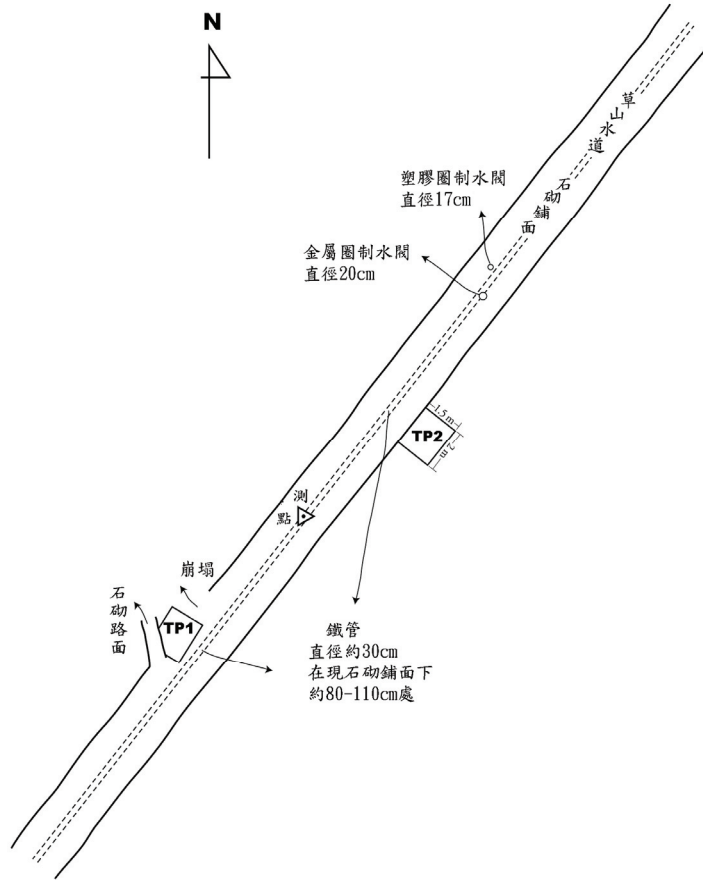 N
草山水道
石砌鋪面
塑膠圈制水閥
直徑17cm
金屬圈制水閥
直徑20cm
1.5 m
TP2
2 m
測點
崩塌
石砌路面
TP1
鐵管
直徑約30cm
在現石砌鋪面下
約80-110cm處